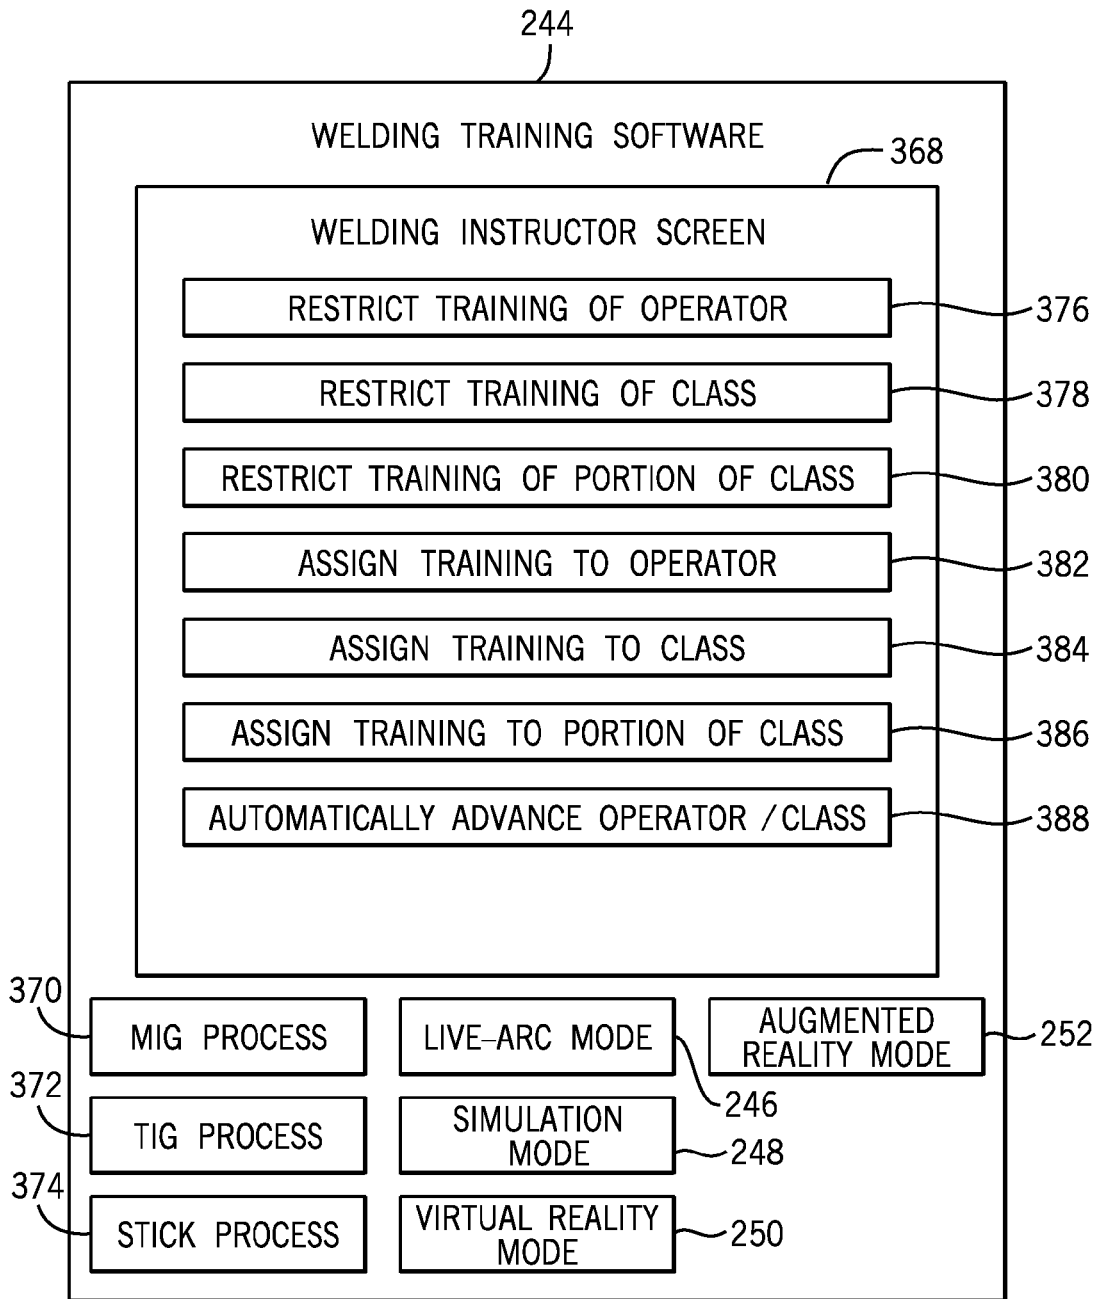 244
WELDING TRAINING SOFTWARE
368
WELDING INSTRUCTOR SCREEN
RESTRICT TRAINING OF OPERATOR
376
RESTRICT TRAINING OF CLASS
378
RESTRICT TRAINING OF PORTION OF CLASS
380
ASSIGN TRAINING TO OPERATOR
382
ASSIGN TRAINING TO CLASS
384
ASSIGN TRAINING TO PORTION OF CLASS
386
AUTOMATICALLY ADVANCE OPERATOR / CLASS
388
370
MIG PROCESS
LIVE–ARC MODE
AUGMENTED
REALITY MODE
252
372
TIG PROCESS
246
SIMULATION
MODE
248
374
STICK PROCESS
VIRTUAL REALITY
MODE
250